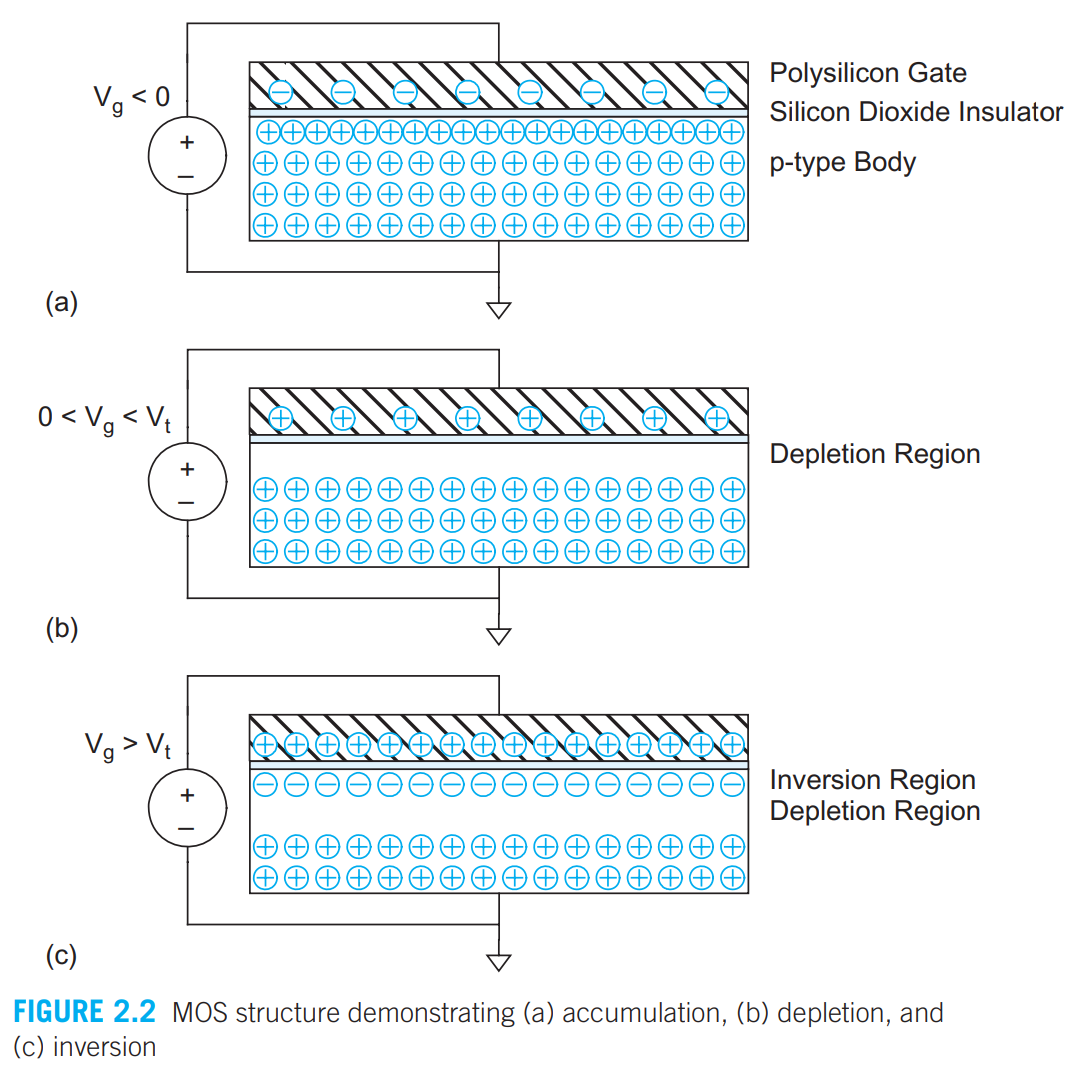 Polysilicon Gate
V_g < 0
Silicon Dioxide Insulator
+
p-type Body
–
(a)
0 < V_g < V_t
Depletion Region
+
–
(b)
V_g > V_t
Inversion Region
+
Depletion Region
–
(c)
FIGURE 2.2 MOS structure demonstrating (a) accumulation, (b) depletion, and
(c) inversion